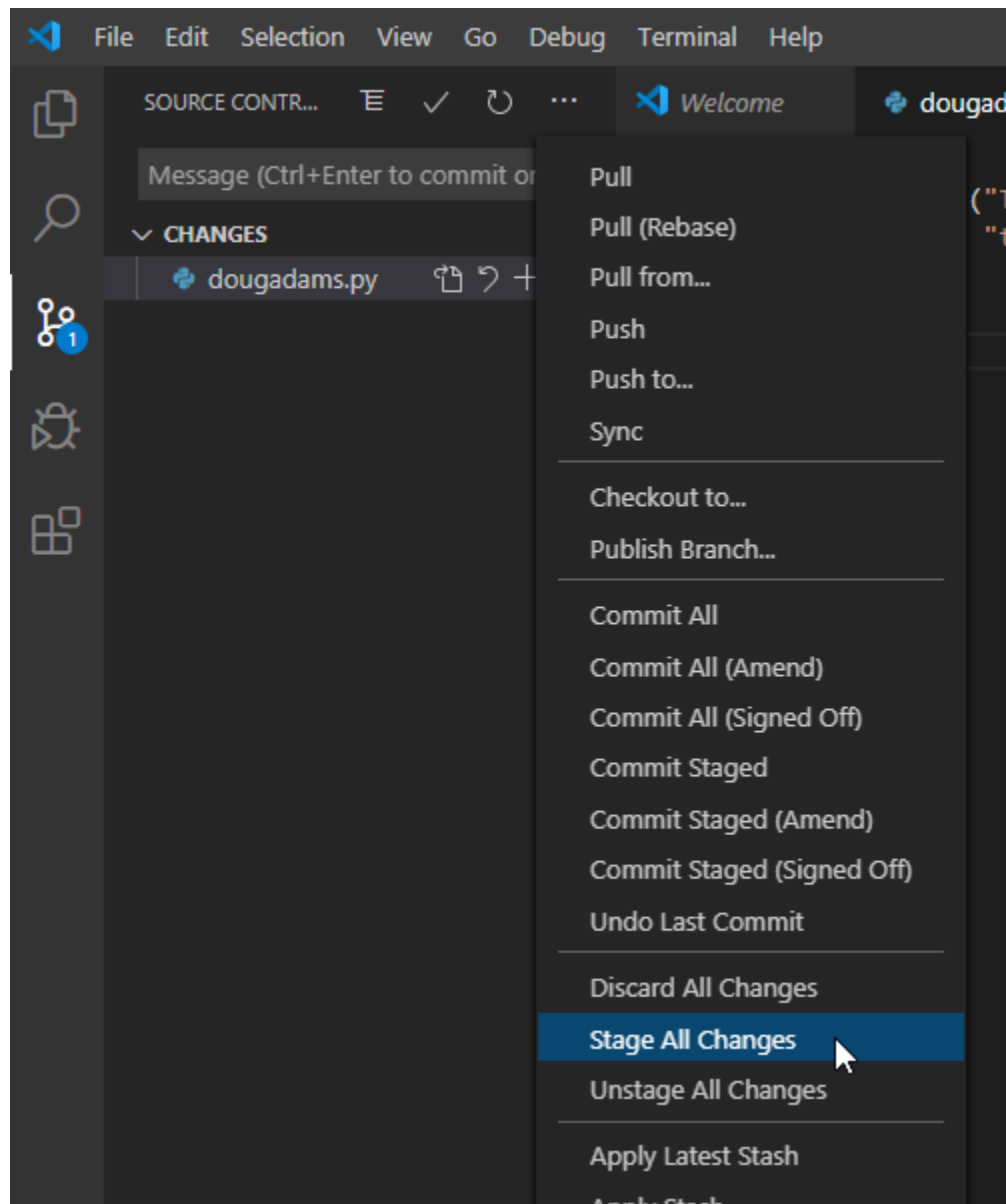 File Edit Selection View Go Debug Terminal Help
SOURCE CONTR...
Welcome
Message (Ctrl+Enter to commit
CHANGES
dougadams.py
1
Pull
Pull (Rebase)
Pull from...
Push
Push to...
Sync
Checkout to...
Publish Branch...
Commit All
Commit All (Amend)
Commit All (Signed Off)
Commit Staged
Commit Staged (Amend)
Commit Staged (Signed Off)
Undo Last Commit
Discard All Changes
Stage All Changes
Unstage All Changes
Apply Latest Stash